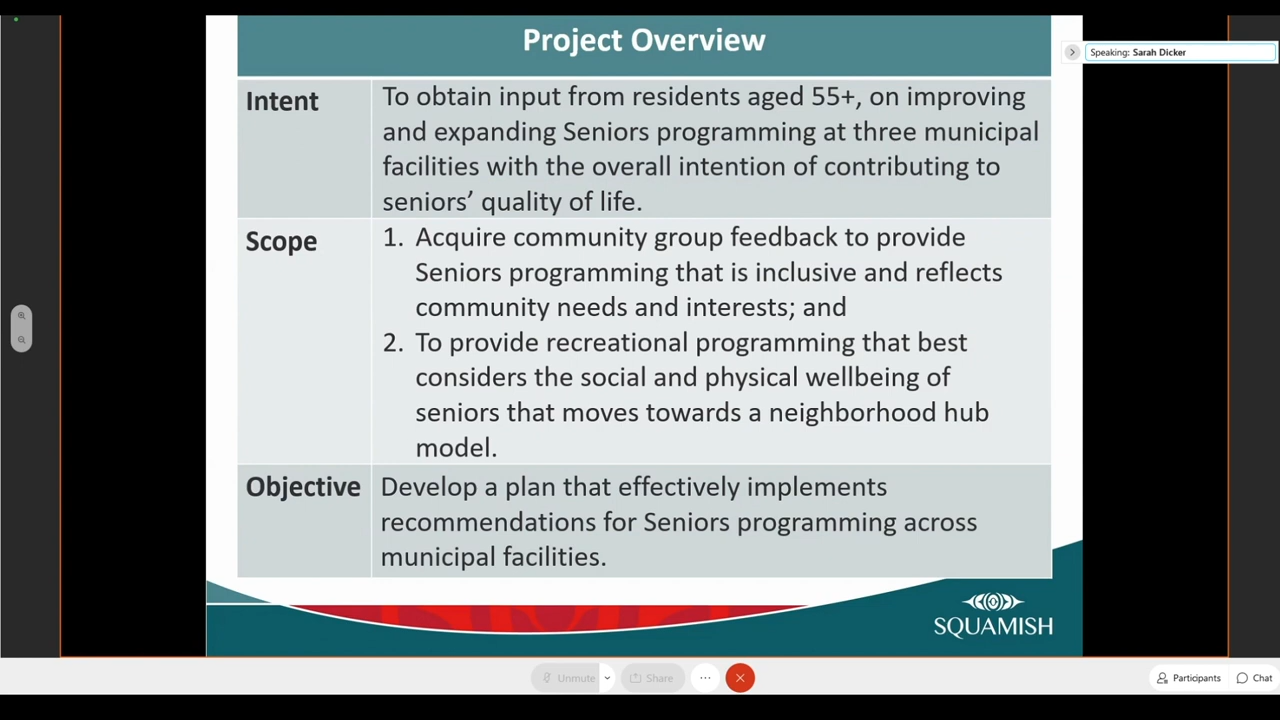 Project Overview
Speaking: Sarah Dicker
Intent
To obtain input from residents aged 55+, on improving
and expanding Seniors programming at three municipal
facilities with the overall intention of contributing to
seniors’ quality of life.
Scope
1. Acquire community group feedback to provide
Seniors programming that is inclusive and reflects
community needs and interests; and
2. To provide recreational programming that best
considers the social and physical wellbeing of
seniors that moves towards a neighborhood hub
model.
Objective
Develop a plan that effectively implements
recommendations for Seniors programming across
municipal facilities.
SQUAMISH
Unmute
Share
Participants
Chat